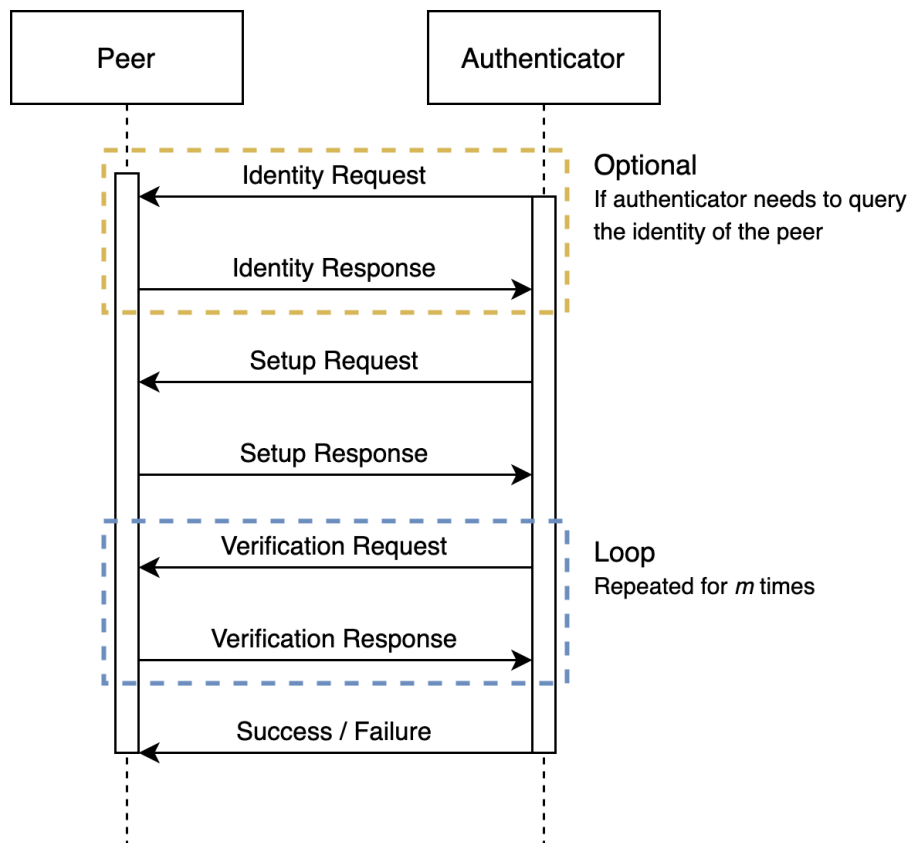 Peer
Authenticator
Identity Request
Optional
If authenticator needs to query
the identity of the peer
Identity Response
Setup Request
Setup Response
Verification Request
Loop
Repeated for m times
Verification Response
Success / Failure